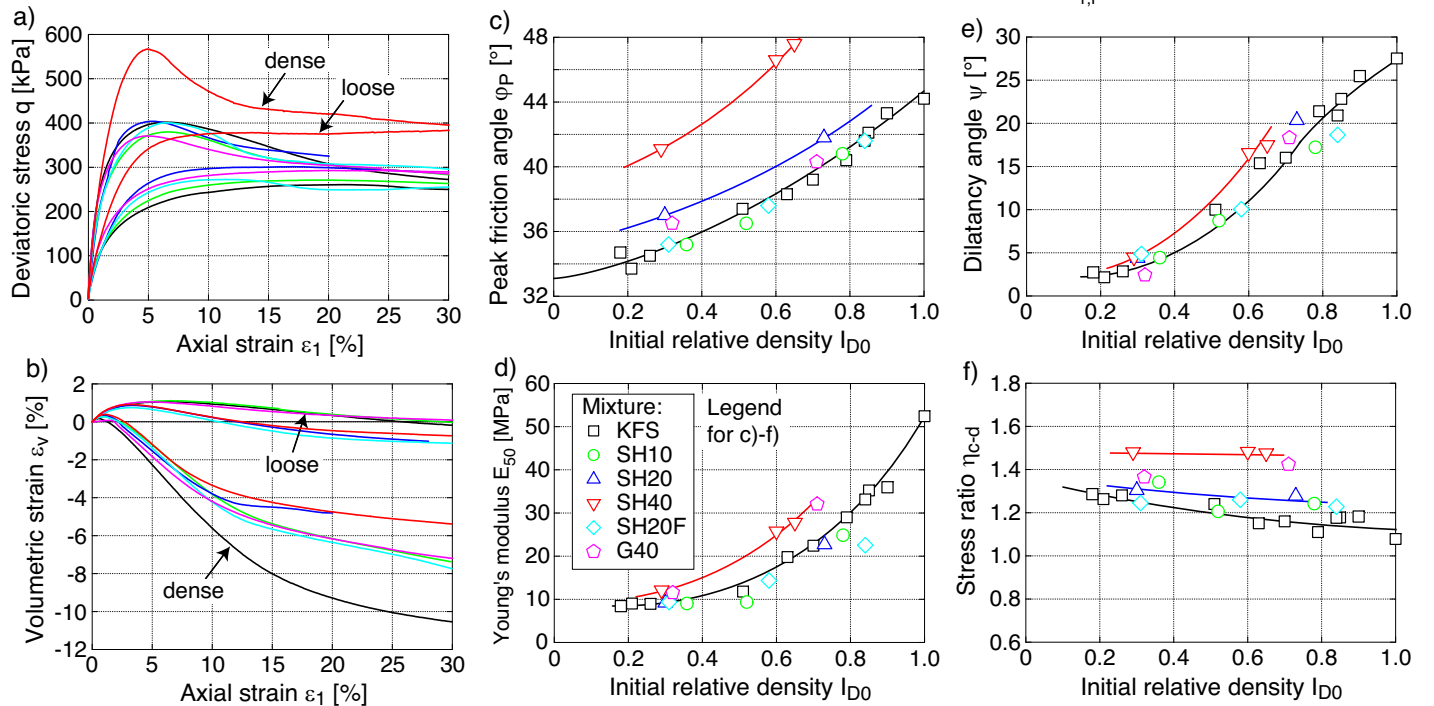 a)
Deviatoric stress q [kPa]
600
500
400
300
200
100
0
dense
loose
0 5 10 15 20 25 30
Axial strain ε1 [%]
b)
Volumetric strain εv [%]
2
0
-2
-4
-6
-8
-10
-12
loose
dense
0 5 10 15 20 25 30
Axial strain ε1 [%]
c)
Peak friction angle φP [°]
48
44
40
36
32
0 0.2 0.4 0.6 0.8 1.0
Initial relative density ID0
d)
Young's modulus E50 [MPa]
60
50
40
30
20
10
0
Mixture:
KFS
SH10
SH20
SH40
SH20F
G40
Legend
for c)-f)
0 0.2 0.4 0.6 0.8 1.0
Initial relative density ID0
e)
Dilatancy angle ψ [°]
30
25
20
15
10
5
0
0 0.2 0.4 0.6 0.8 1.0
Initial relative density ID0
f)
Stress ratio ηc-d
1.8
1.6
1.4
1.2
1.0
0.8
0.6
0 0.2 0.4 0.6 0.8 1.0
Initial relative density ID0